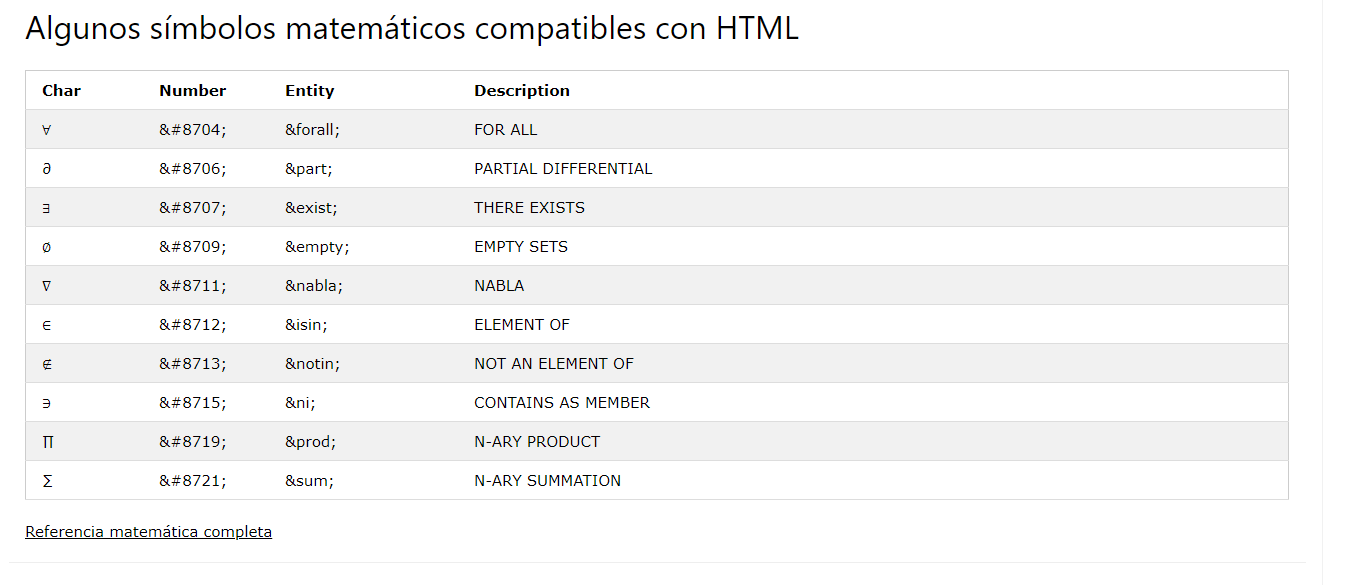 Algunos símbolos matemáticos compatibles con HTML
Char Number Entity Description
∀ &#8704; &forall; FOR ALL
∂ &#8706; &part; PARTIAL DIFFERENTIAL
∃ &#8707; &exist; THERE EXISTS
∅ &#8709; &empty; EMPTY SETS
∇ &#8711; &nabla; NABLA
∈ &#8712; &isin; ELEMENT OF
∉ &#8713; &notin; NOT AN ELEMENT OF
∋ &#8715; &ni; CONTAINS AS MEMBER
∏ &#8719; &prod; N-ARY PRODUCT
∑ &#8721; &sum; N-ARY SUMMATION
Referencia matemática completa